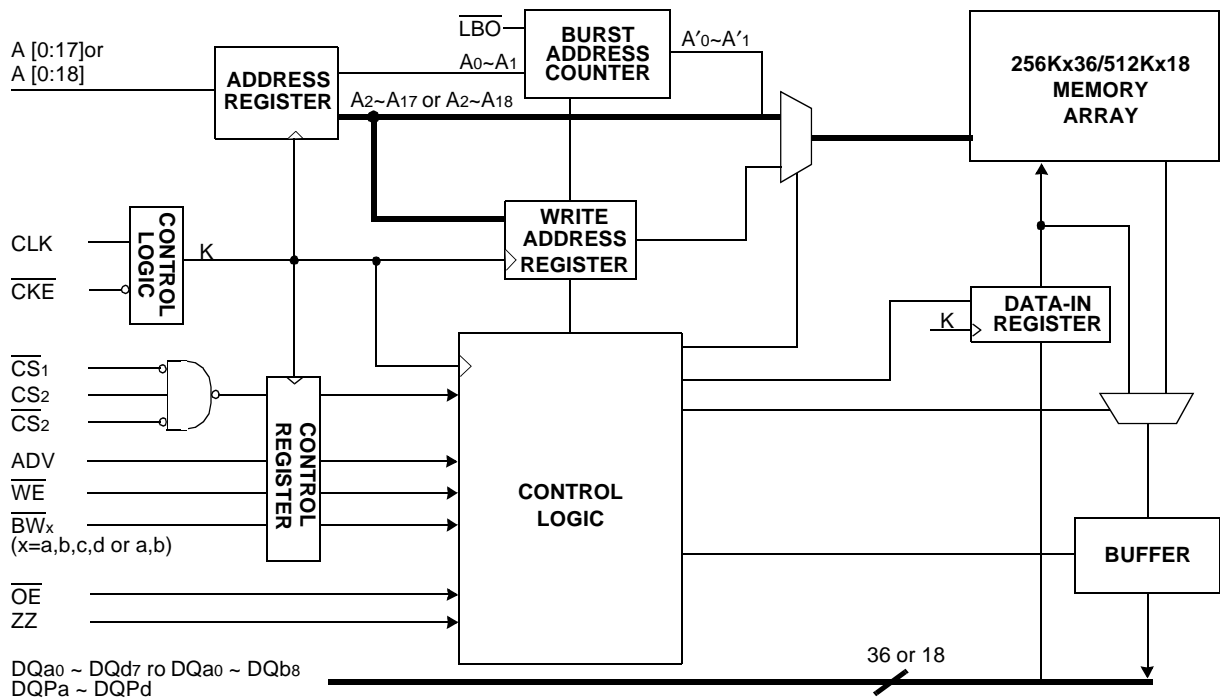 A [0:17]or
A [0:18]
ADDRESS
REGISTER
LBO
A0~A1
BURST
ADDRESS
COUNTER
A′0~A′1
A2~A17 or A2~A18
256Kx36/512Kx18
MEMORY
ARRAY
WRITE
ADDRESS
REGISTER
CLK
CKE
CONTROL
LOGIC
K
K
DATA-IN
REGISTER
CS1
CS2
CS2
ADV
WE
BWx
(x=a,b,c,d or a,b)
CONTROL
REGISTER
CONTROL
LOGIC
BUFFER
OE
ZZ
DQa0 ~ DQd7 ro DQa0 ~ DQb8
DQPa ~ DQPd
36 or 18